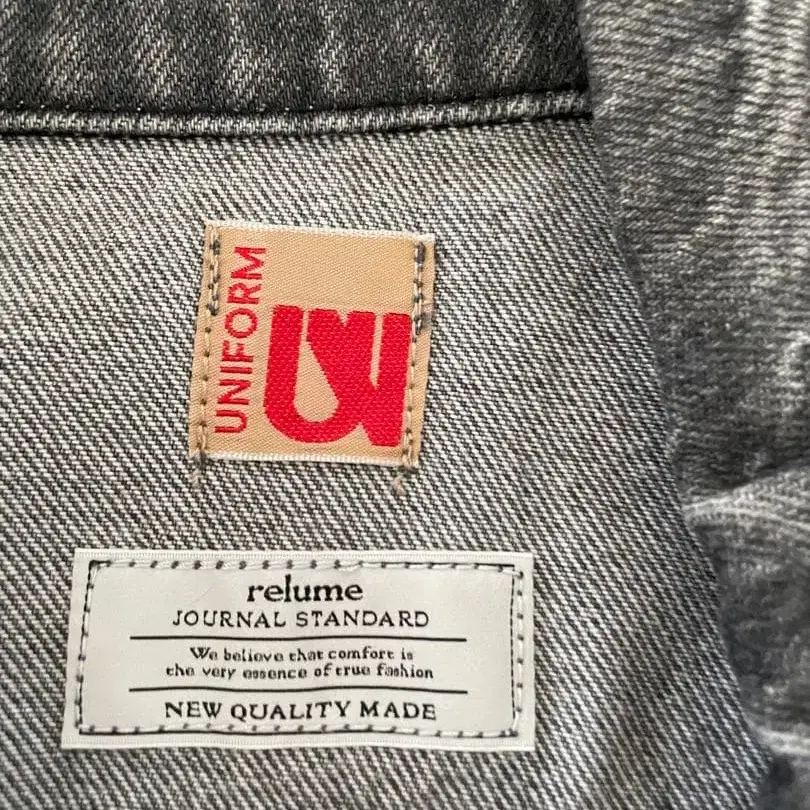 UNIFORM
relume
JOURNAL STANDARD
We believe that comfort is
the very essence of true fashion
NEW QUALITY MADE